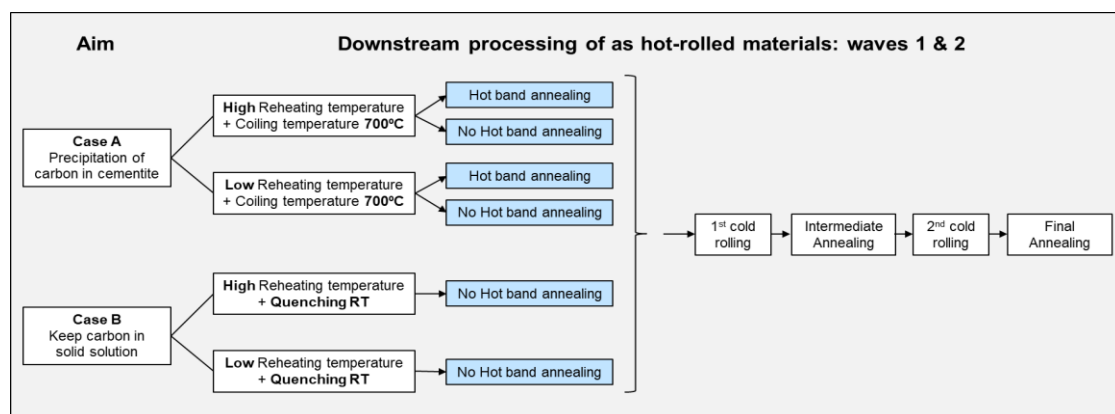 Aim
Downstream processing of as hot-rolled materials: waves 1 & 2
Case A
Precipitation of
carbon in cementite
High Reheating temperature
+ Coiling temperature 700ºC
Hot band annealing
No Hot band annealing
Low Reheating temperature
+ Coiling temperature 700ºC
Hot band annealing
No Hot band annealing
Case B
Keep carbon in
solid solution
High Reheating temperature
+ Quenching RT
No Hot band annealing
Low Reheating temperature
+ Quenching RT
No Hot band annealing
1st cold
rolling
Intermediate
Annealing
2nd cold
rolling
Final
Annealing